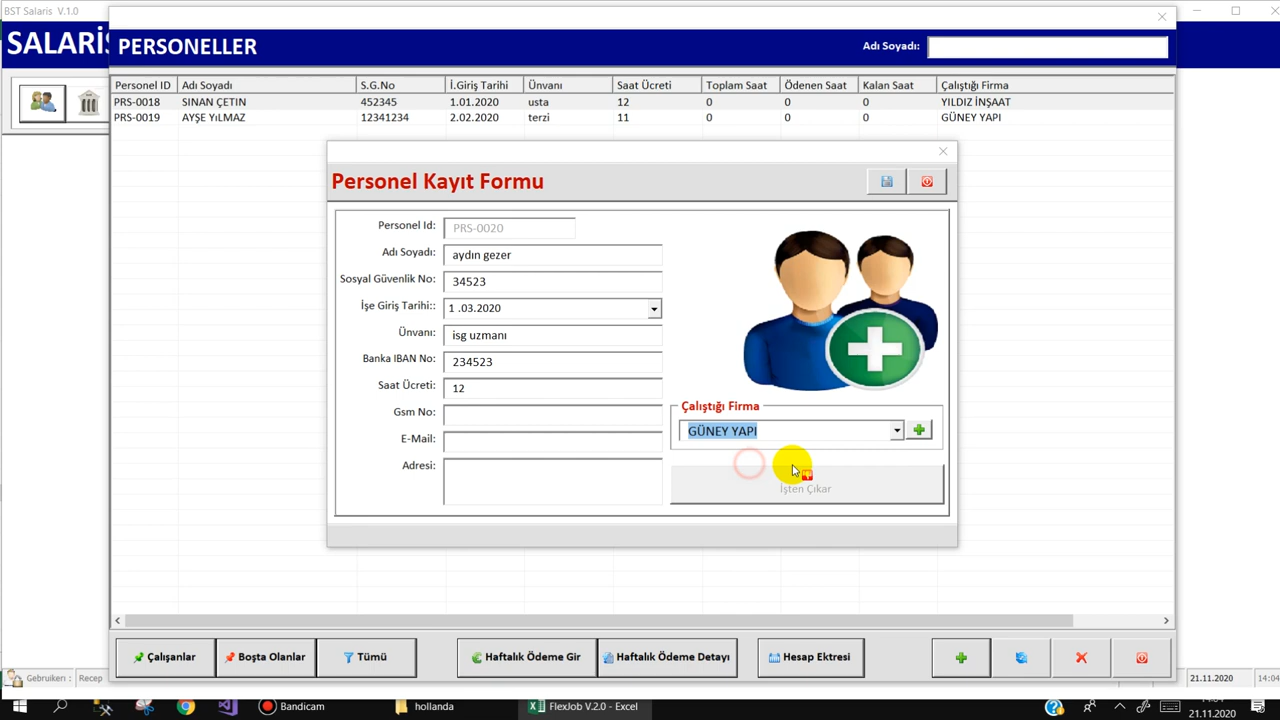 BST Salaris V.1.0
SALARİS
PERSONELLER
Adı Soyadı:
Personel ID Adı Soyadı S.G.No İ.Giriş Tarihi Ünvanı Saat Ücreti Toplam Saat Ödenen Saat Kalan Saat Çalıştığı Firma
PRS-0018 SINAN ÇETIN 452345 1.01.2020 usta 12 0 0 0 YILDIZ İNŞAAT
PRS-0019 AYŞE YıLMAZ 12341234 2.02.2020 terzi 11 0 0 0 GÜNEY YAPI
Personel Kayıt Formu
Personel Id: PRS-0020
Adı Soyadı: aydın gezer
Sosyal Güvenlik No: 34523
İşe Giriş Tarihi:: 1 .03.2020
Ünvanı: isg uzmanı
Banka IBAN No: 234523
Saat Ücreti: 12
Gsm No:
E-Mail:
Adresi:
Çalıştığı Firma
GÜNEY YAPI
İşten Çıkar
Çalışanlar Boşta Olanlar Tümü Haftalık Ödeme Gir Haftalık Ödeme Detayı Hesap Ektresi
Gebruikerı : Recep 21.11.2020 14:04
Bandicam hollanda FlexJob V.2.0 - Excel
21.11.2020